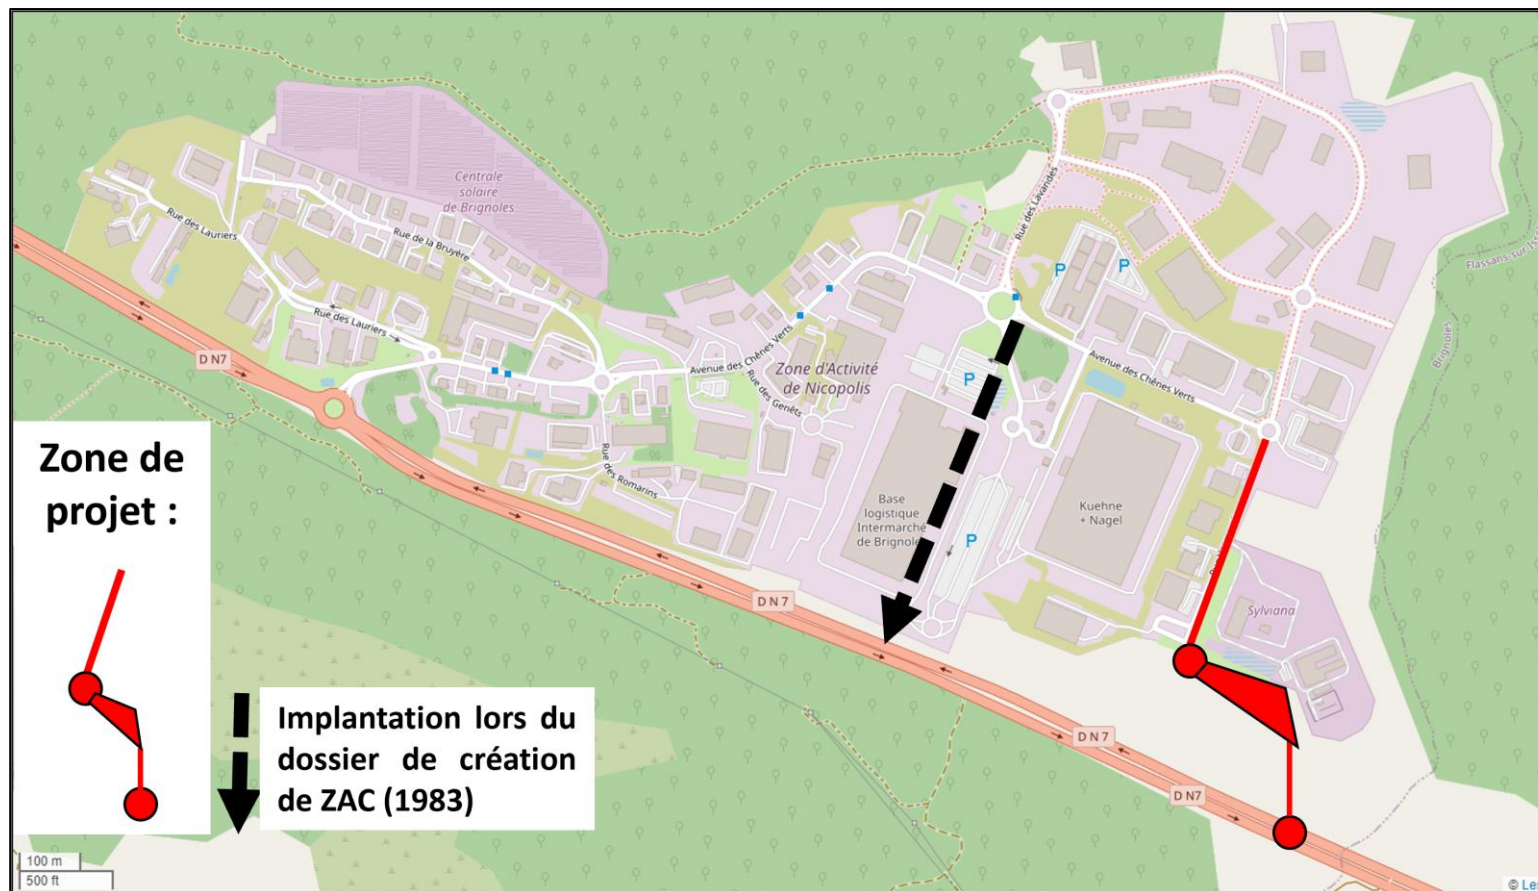 Centrale
solaire
de Brignoles
Rue des Lauriers
Rue de la Bruyère
Rue des Lavandes
P
P
Flassans-sur-Is
Rue des Lauriers
Brignoles
D N7
Avenue des Chênes Verts
Zone d'Activité
de Nicopolis
Avenue des Chênes Verts
P
Rue des Genêts
Zone de
projet :
Rue des Romarins
Base
logistique
Intermarché
de Brignole
Kuehne
+ Nagel
P
D N7
Sylviana
Implantation lors du
dossier de création
de ZAC (1983)
D N7
D N7
100 m
500 ft
© Le